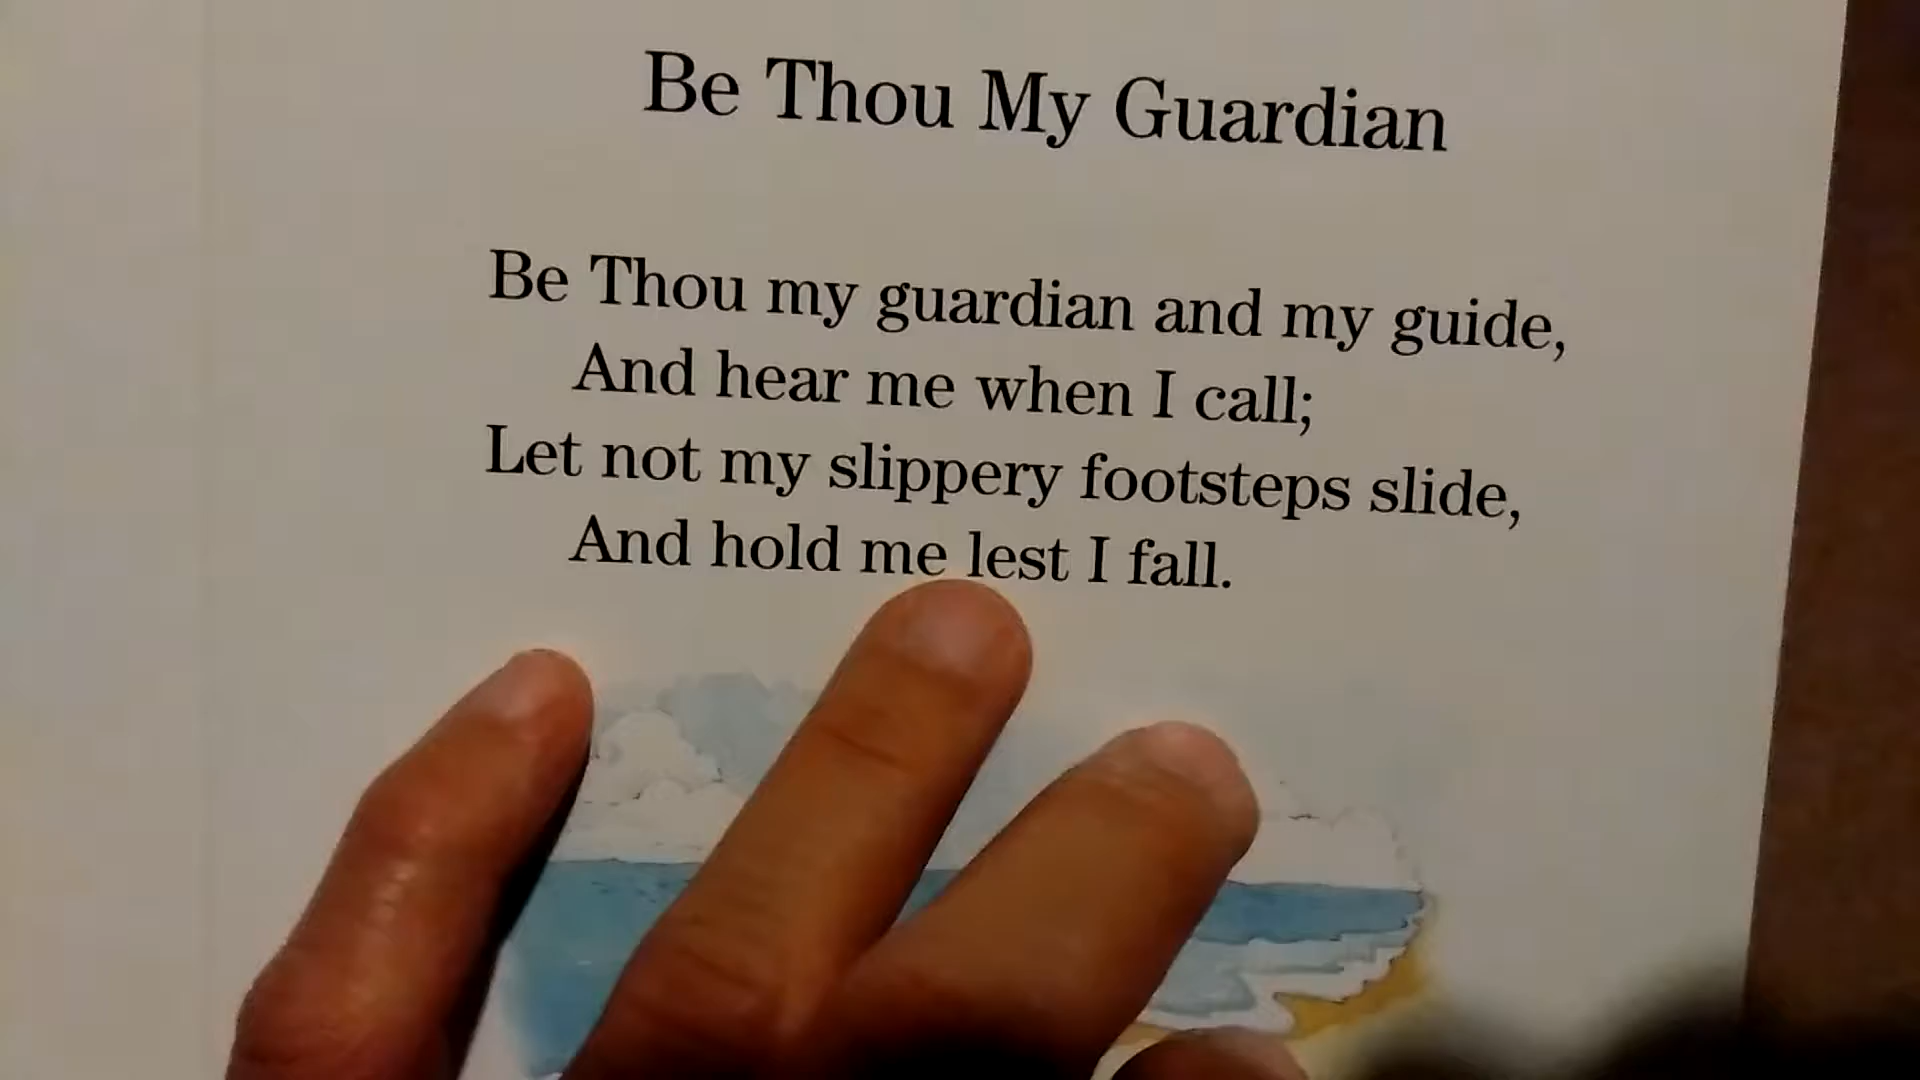 Be Thou My Guardian
Be Thou my guardian and my guide,
And hear me when I call;
Let not my slippery footsteps slide,
And hold me lest I fall.